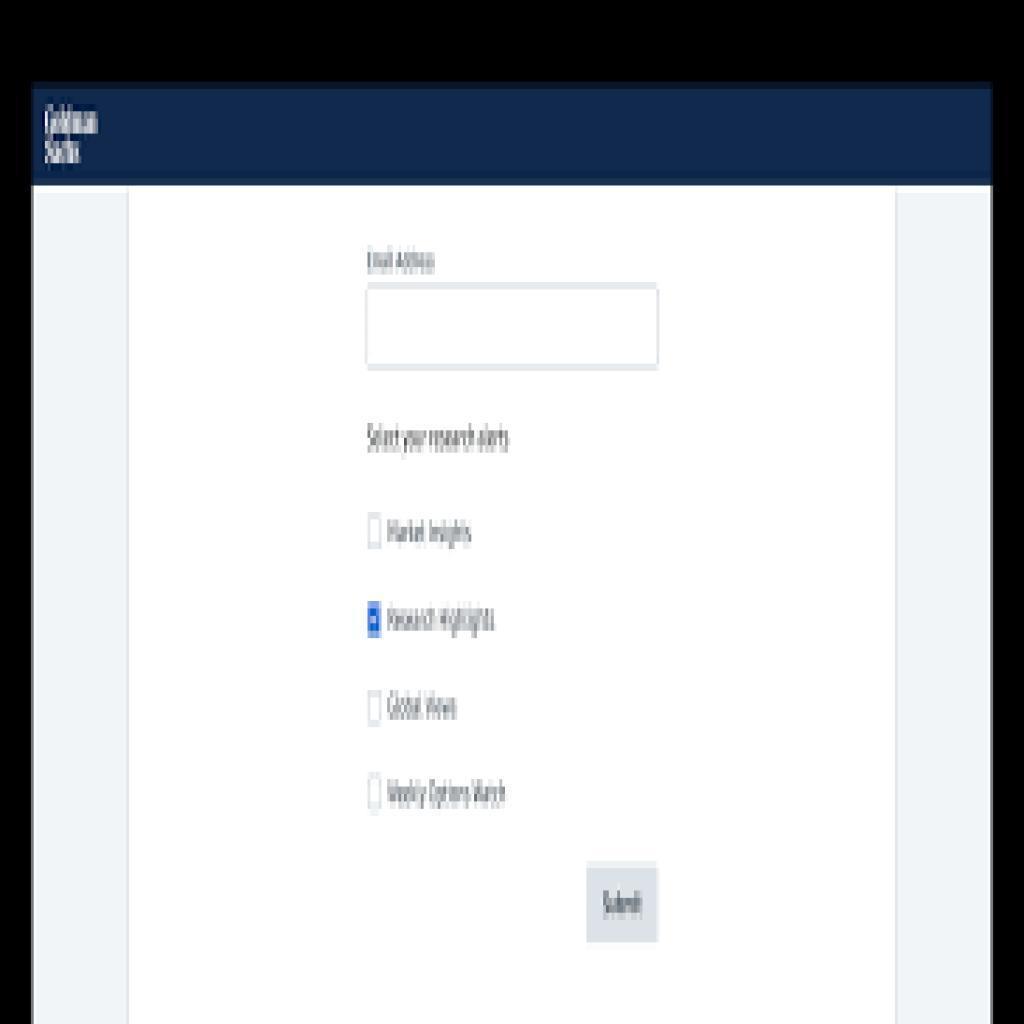 Goldman
Sachs
Email Address
Select your research alerts
Market Insights
Research Highlights
Global Views
Weekly Options Watch
Submit